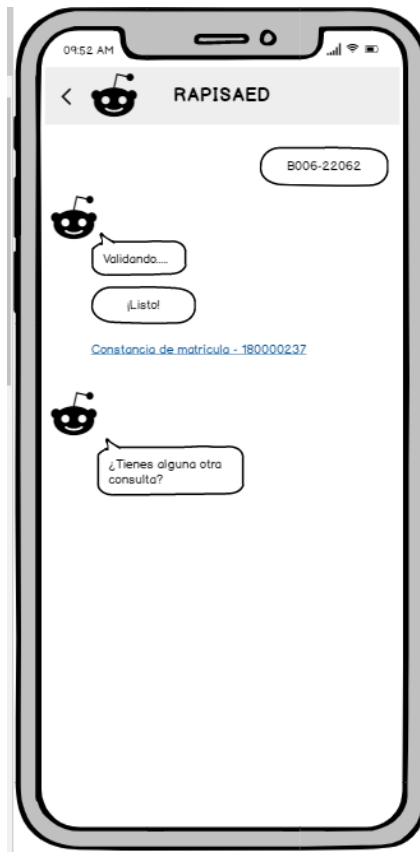 09:52 AM
RAPISAED
B006-22062
Validando.....
¡Listo!
Constancia de matrícula - 180000237
¿Tienes alguna otra
consulta?